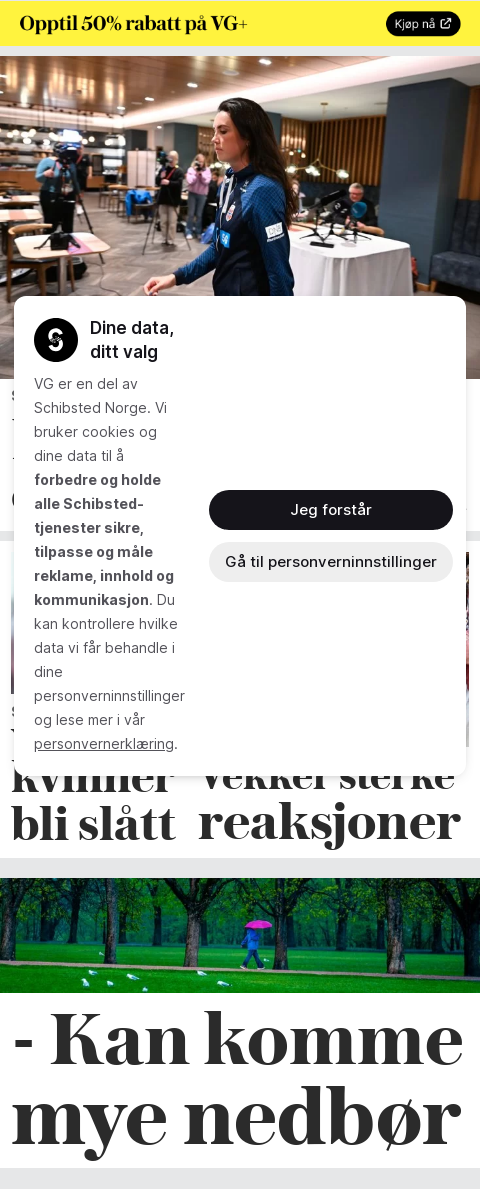 Opptil 50% rabatt på VG+
Kjøp nå
Dine data,
ditt valg
VG er en del av
Schibsted Norge. Vi
bruker cookies og
dine data til å
forbedre og holde
alle Schibsted-
tjenester sikre,
tilpasse og måle
reklame, innhold og
kommunikasjon. Du
kan kontrollere hvilke
data vi får behandle i
dine
personverninnstillinger
og lese mer i vår
personvernerklæring.
Jeg forstår
Gå til personverninnstillinger
kvinner
bli slått
vekker sterke
reaksjoner
- Kan komme
mye nedbør